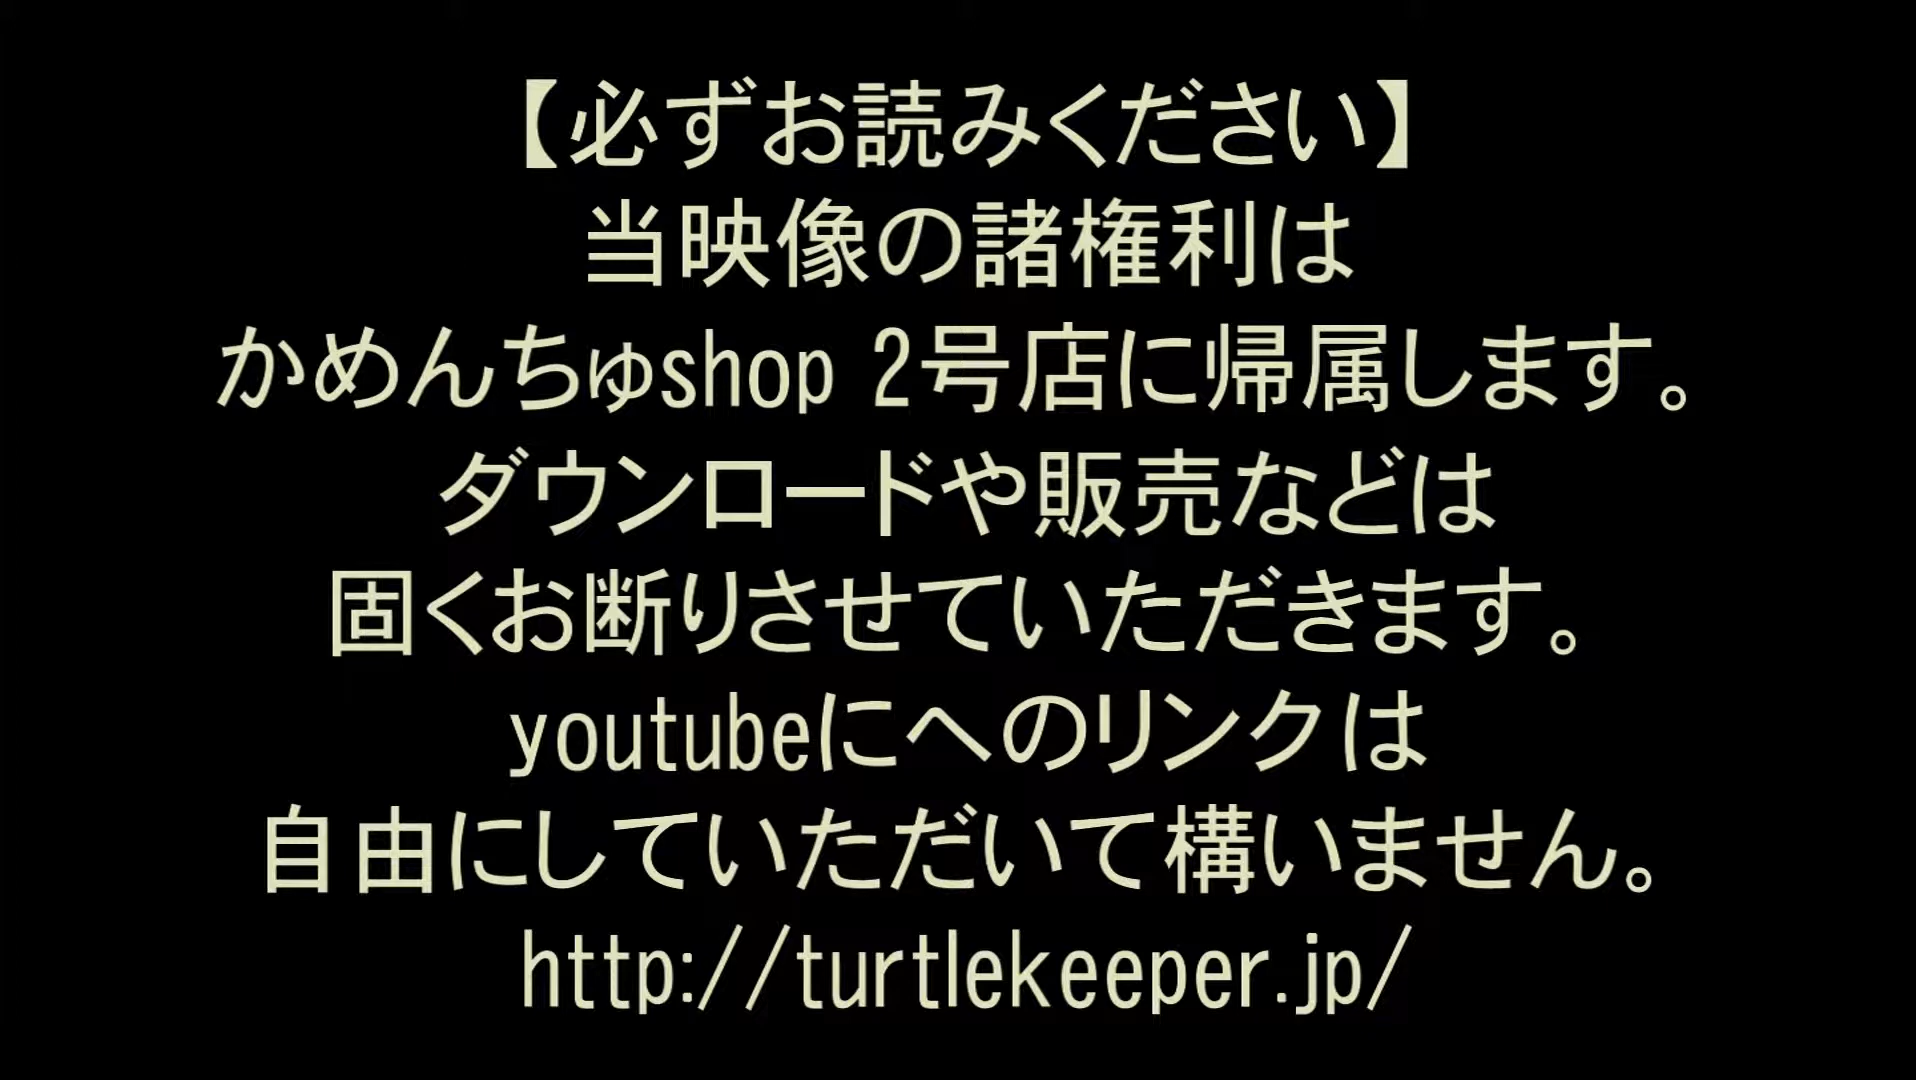 【必ずお読みください】
当映像の諸権利は
かめんちゅshop 2号店に帰属します。
ダウンロードや販売などは
固くお断りさせていただきます。
youtubeにへのリンクは
自由にしていただいて構いません。
http://turtlekeeper.jp/